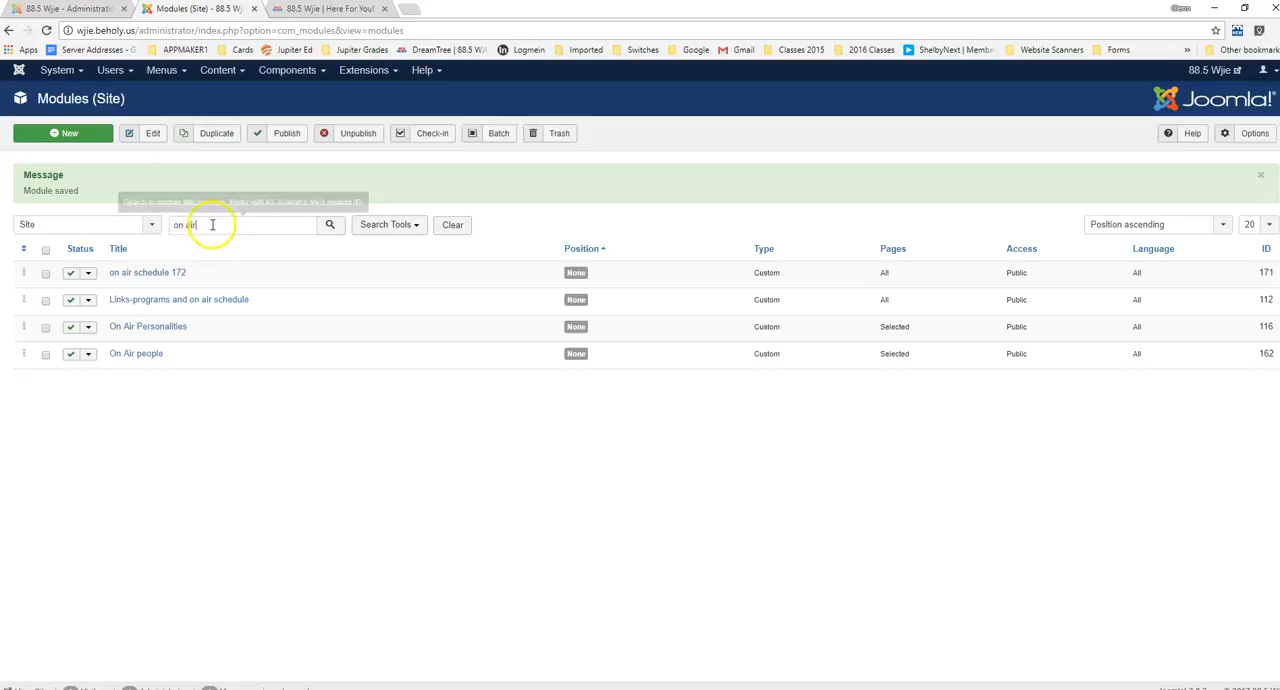 88.5 Wjie - Administratio
Modules (Site) - 88.5 Wj
88.5 Wjie | Here For You!
Glenn
wjie.beholy.us/administrator/index.php?option=com_modules&view=modules
Apps
Server Addresses - G
APPMAKER1
Cards
Jupiter Ed
Jupiter Grades
DreamTree | 88.5 WJ
Logmein
Imported
Switches
Google
Gmail
Classes 2015
2016 Classes
ShelbyNext | Membe
Website Scanners
Forms
»
Other bookmark
System
Users
Menus
Content
Components
Extensions
Help
88.5 Wjie
Modules (Site)
Joomla!
New
Edit
Duplicate
Publish
Unpublish
Check-in
Batch
Trash
Help
Options
Message
Module saved
Site
on air
Search Tools
Clear
Position ascending
20
Status Title Position Type Pages Access Language ID
on air schedule 172 None Custom All Public All 171
Links-programs and on air schedule None Custom All Public All 112
On Air Personalities None Custom Selected Public All 116
On Air people None Custom Selected Public All 162